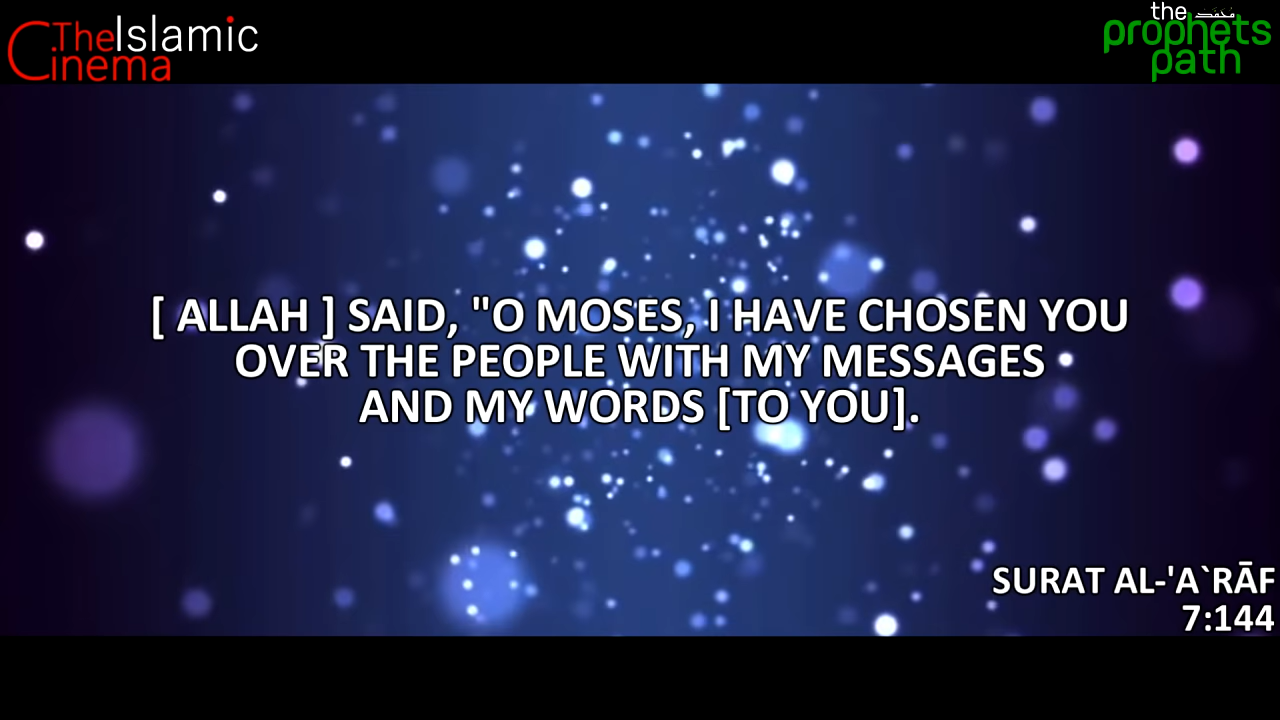 TheIslamic
Cinema
the محمد
prophets
path
[ ALLAH ] SAID, "O MOSES, I HAVE CHOSEN YOU
OVER THE PEOPLE WITH MY MESSAGES
AND MY WORDS [TO YOU].
SURAT AL-'A`RĀF
7:144